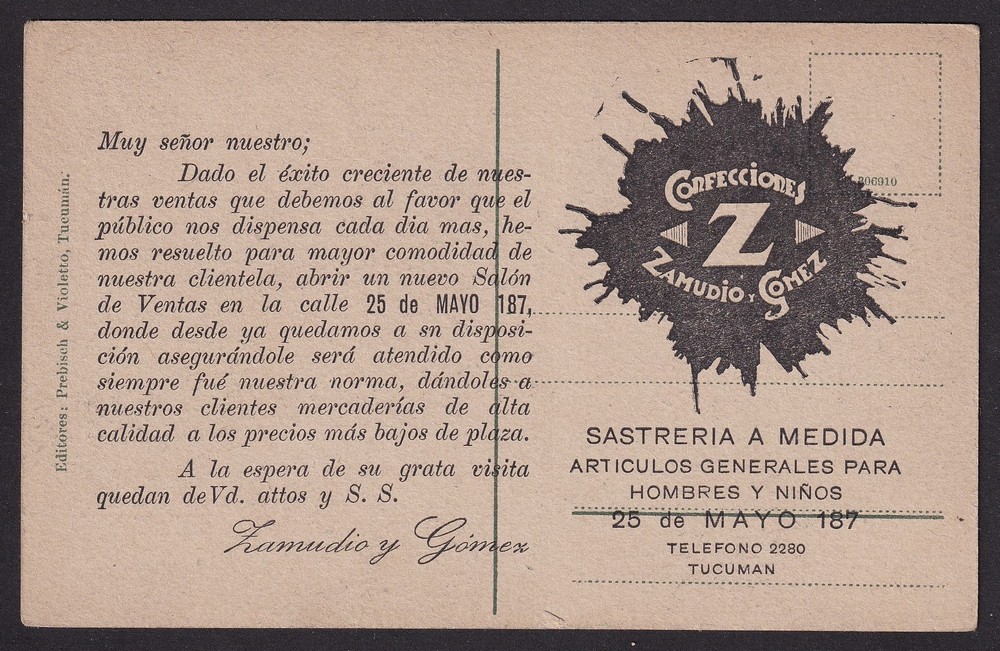 Editores: Prebisch & Violetto, Tucumán.
Muy señor nuestro;
Dado el éxito creciente de nues-
tras ventas que debemos al favor que el
público nos dispensa cada dia mas, he-
mos resuelto para mayor comodidad de
nuestra clientela, abrir un nuevo Salón
de Ventas en la calle 25 de MAYO 187,
donde desde ya quedamos a sn disposi-
ción asegurándole será atendido como
siempre fué nuestra norma, dándoles a
nuestros clientes mercaderías de alta
calidad a los precios más bajos de plaza.
A la espera de su grata visita
quedan de Vd. attos y S. S.
Zamudio y Gómez
306910
CONFECCIONES
Z
ZAMUDIO Y GÓMEZ
SASTRERIA A MEDIDA
ARTICULOS GENERALES PARA
HOMBRES Y NIÑOS
25 de MAYO 187
TELEFONO 2280
TUCUMAN